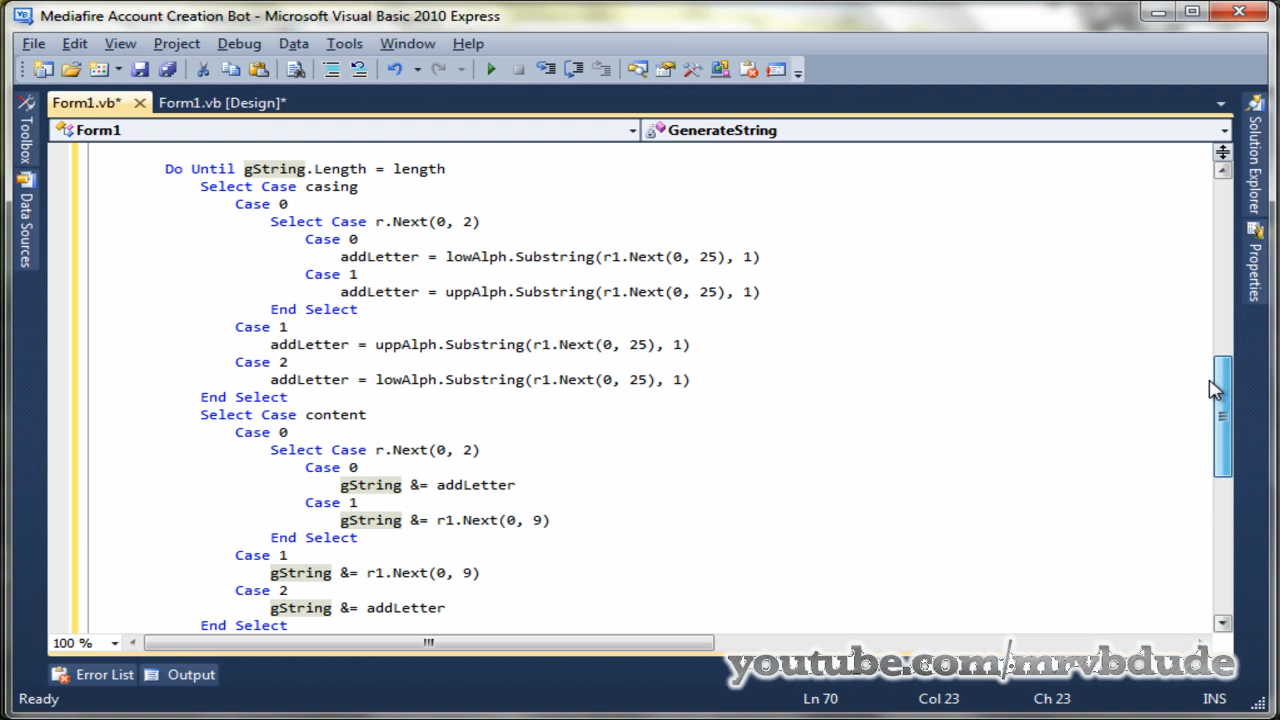 Mediafire Account Creation Bot - Microsoft Visual Basic 2010 Express
File Edit View Project Debug Data Tools Window Help
Form1.vb* Form1.vb [Design]*
Form1 GenerateString
Toolbox
Data Sources
Solution Explorer
Properties
Do Until gString.Length = length
Select Case casing
Case 0
Select Case r.Next(0, 2)
Case 0
addLetter = lowAlph.Substring(r1.Next(0, 25), 1)
Case 1
addLetter = uppAlph.Substring(r1.Next(0, 25), 1)
End Select
Case 1
addLetter = uppAlph.Substring(r1.Next(0, 25), 1)
Case 2
addLetter = lowAlph.Substring(r1.Next(0, 25), 1)
End Select
Select Case content
Case 0
Select Case r.Next(0, 2)
Case 0
gString &= addLetter
Case 1
gString &= r1.Next(0, 9)
End Select
Case 1
gString &= r1.Next(0, 9)
Case 2
gString &= addLetter
End Select
100 %
youtube.com/mrvbdude
Error List Output
Ready Ln 70 Col 23 Ch 23 INS